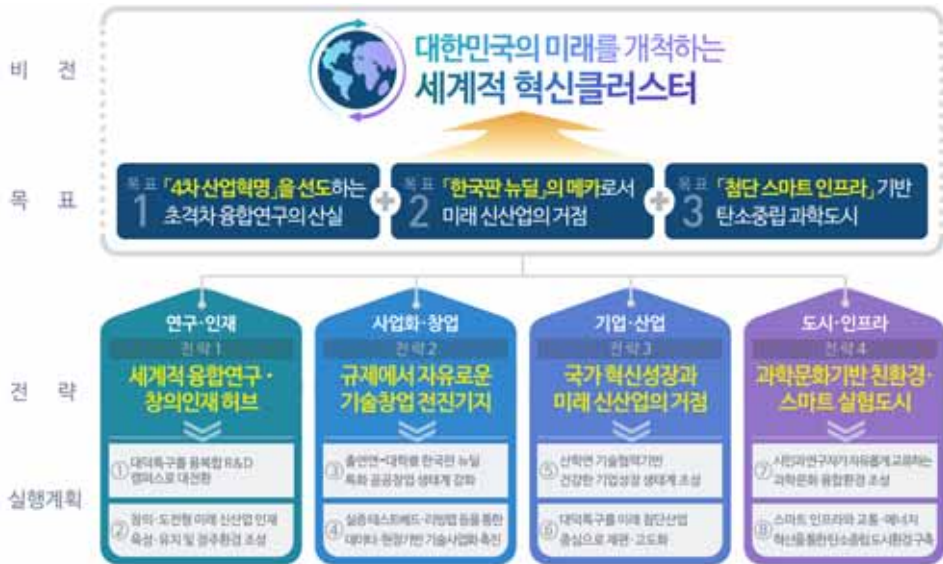 비 전
대한민국의 미래를 개척하는
세계적 혁신클러스터
목 표
목표 1 「4차 산업혁명」을 선도하는
초격차 융합연구의 산실
목표 2 「한국판 뉴딜」의 메카로서
미래 신산업의 거점
목표 3 「첨단 스마트 인프라」 기반
탄소중립 과학도시
전 략
연구·인재
전략 1
세계적 융합연구·
창의인재 허브
사업화·창업
전략 2
규제에서 자유로운
기술창업 전진기지
기업·산업
전략 3
국가 혁신성장과
미래 신산업의 거점
도시·인프라
전략 4
과학문화기반 친환경·
스마트 실험도시
실행계획
① 대덕특구를 융복합 R&D
캠퍼스로 대전환
② 창의·도전형 미래 신산업 인재
육성·유지 및 정주환경 조성
③ 출연연-대학를 한국판 뉴딜
특화 공공창업 생태계 강화
④ 실증 테스트베드·리빙랩 등을 통한
데이터·현장기반 기술사업화 촉진
⑤ 산학연 기술협력기반
건강한 기업성장 생태계 조성
⑥ 대덕특구를 미래 첨단산업
중심으로 재편·고도화
⑦ 시민과 연구자가 자유롭게 교류하는
과학문화 융합환경 조성
⑧ 스마트 인프라와 교통·에너지
혁신을 통한 탄소중립 도시환경 구축